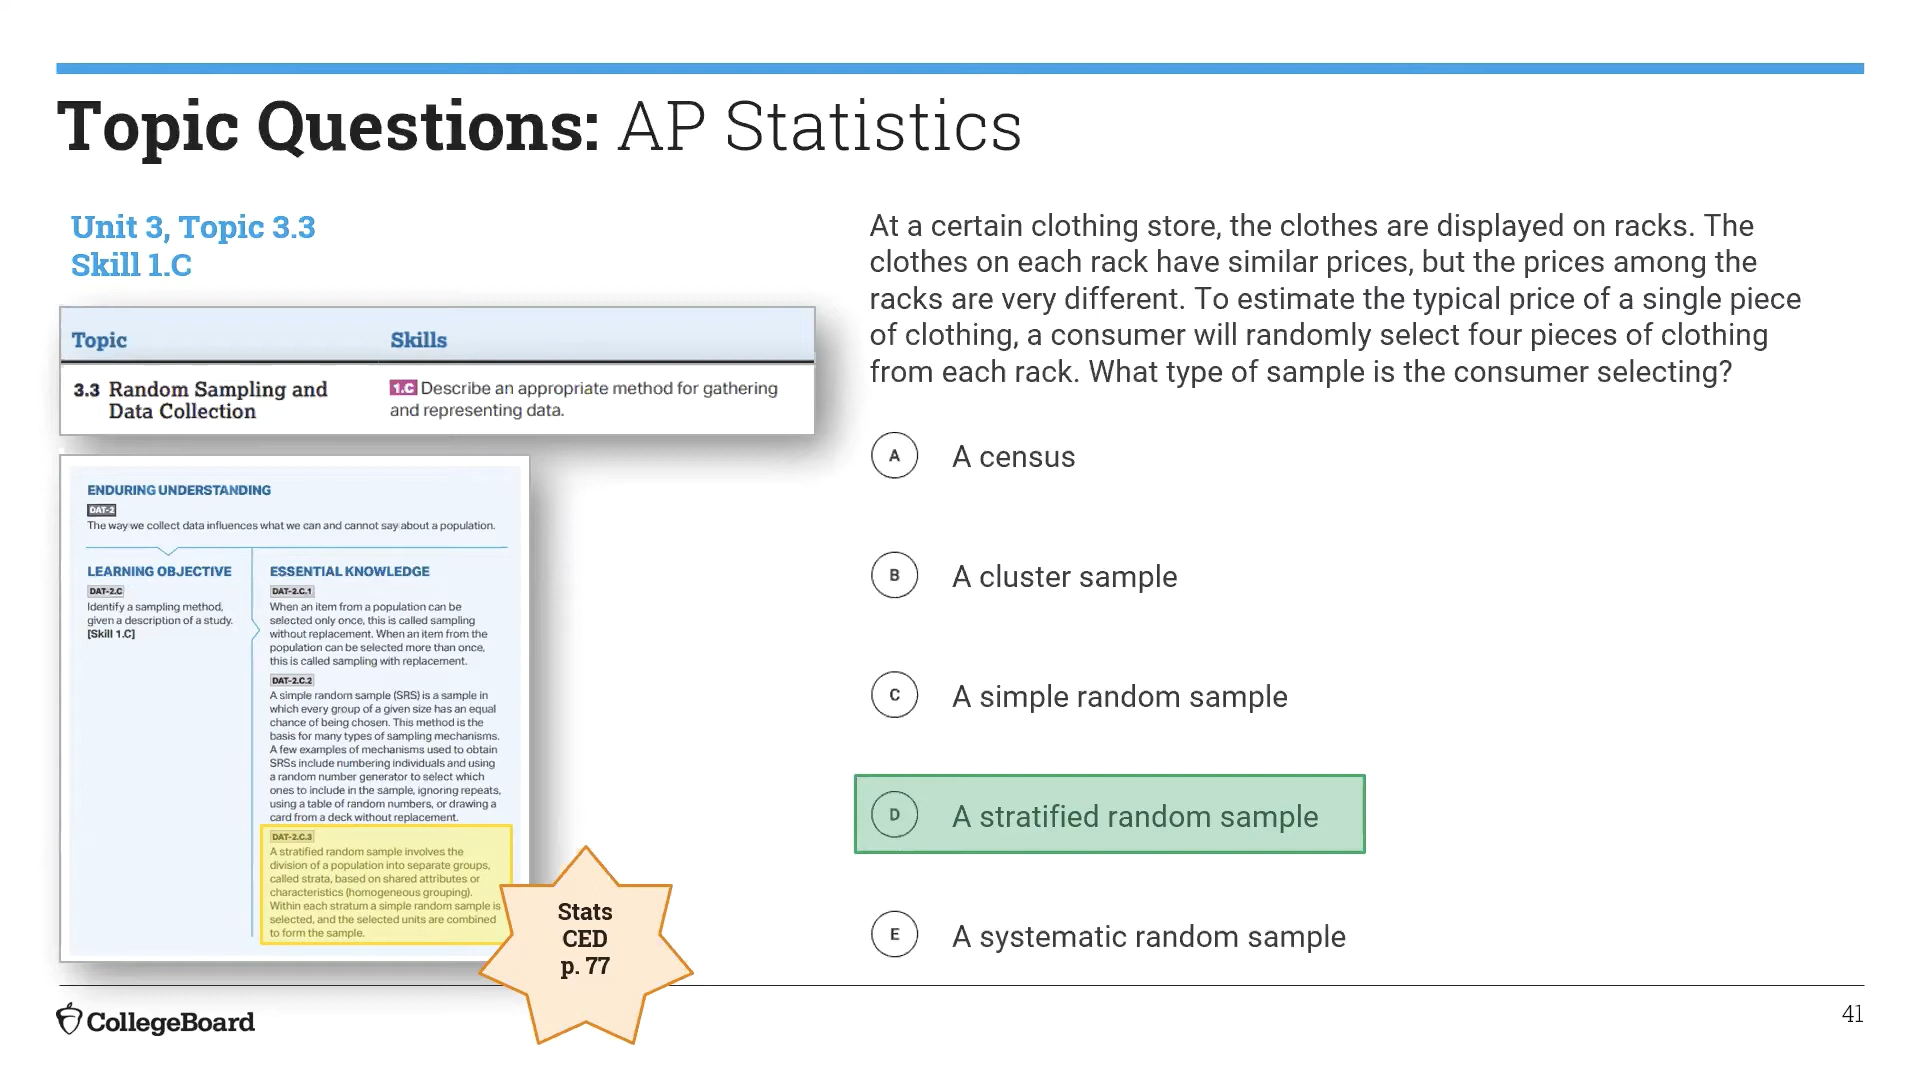 Topic Questions: AP Statistics
Unit 3, Topic 3.3
Skill 1.C
Topic Skills
3.3 Random Sampling and
Data Collection
1.C Describe an appropriate method for gathering
and representing data.
ENDURING UNDERSTANDING
DAT-2
The way we collect data influences what we can and cannot say about a population.
LEARNING OBJECTIVE
DAT-2.C
Identify a sampling method,
given a description of a study.
[Skill 1.C]
ESSENTIAL KNOWLEDGE
DAT-2.C.1
When an item from a population can be
selected only once, this is called sampling
without replacement. When an item from the
population can be selected more than once,
this is called sampling with replacement.
DAT-2.C.2
A simple random sample (SRS) is a sample in
which every group of a given size has an equal
chance of being chosen. This method is the
basis for many types of sampling mechanisms.
A few examples of mechanisms used to obtain
SRSs include numbering individuals and using
a random number generator to select which
ones to include in the sample, ignoring repeats,
using a table of random numbers, or drawing a
card from a deck without replacement.
DAT-2.C.3
A stratified random sample involves the
division of a population into separate groups,
called strata, based on shared attributes or
characteristics (homogeneous grouping).
Within each stratum a simple random sample is
selected, and the selected units are combined
to form the sample.
Stats
CED
p. 77
At a certain clothing store, the clothes are displayed on racks. The
clothes on each rack have similar prices, but the prices among the
racks are very different. To estimate the typical price of a single piece
of clothing, a consumer will randomly select four pieces of clothing
from each rack. What type of sample is the consumer selecting?
A A census
B A cluster sample
C A simple random sample
D A stratified random sample
E A systematic random sample
CollegeBoard
41